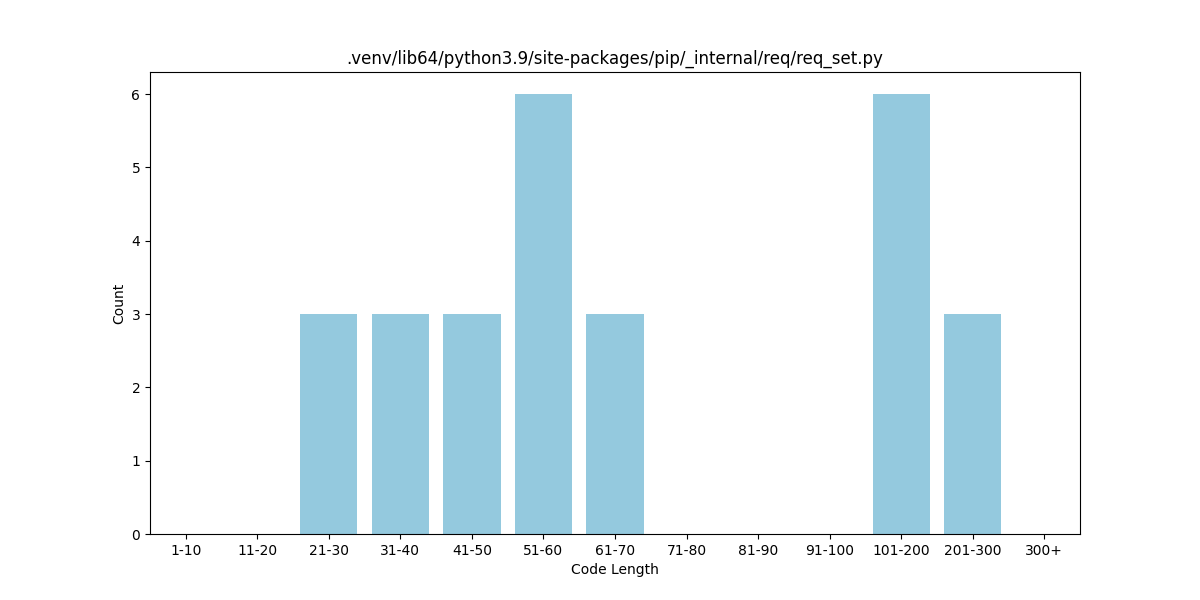 .venv/lib64/python3.9/site-packages/pip/_internal/req/req_set.py
6
5
4
3
2
1
0
Count
1-10 11-20 21-30 31-40 41-50 51-60 61-70 71-80 81-90 91-100 101-200 201-300 300+
Code Length